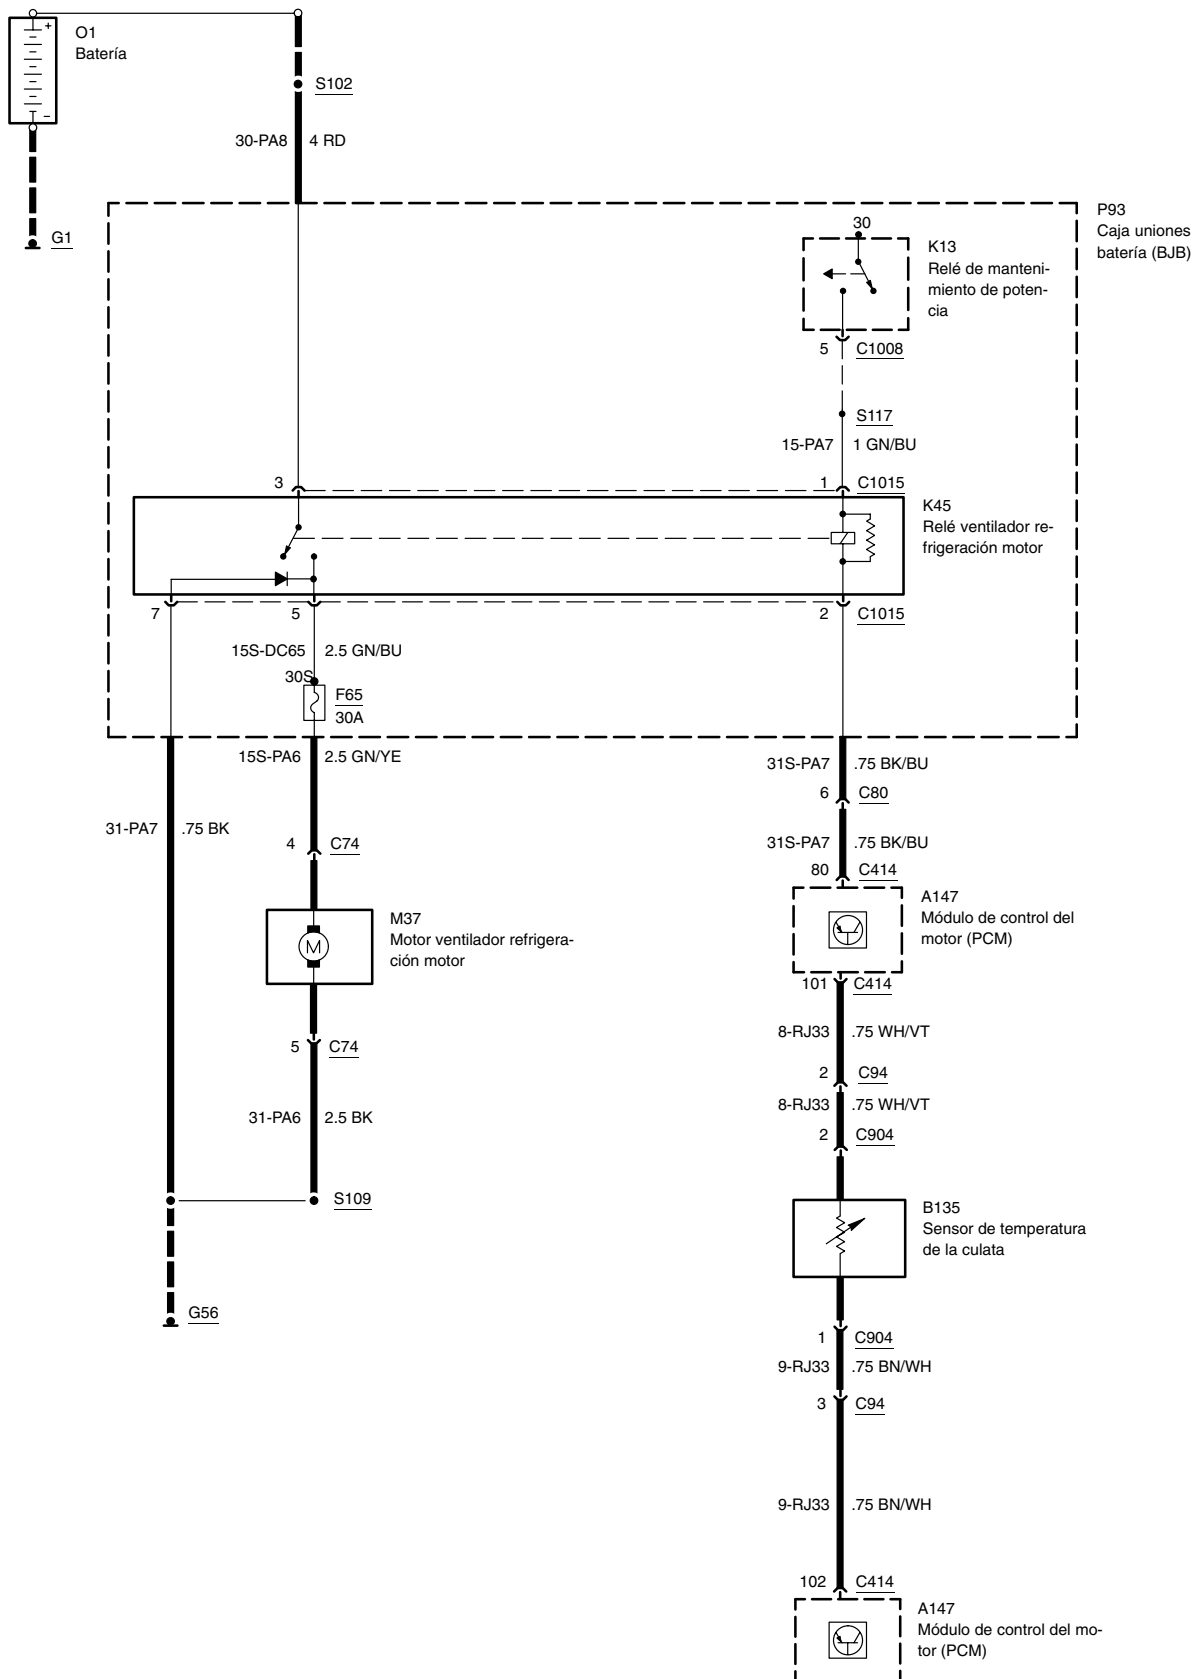 O1
Batería
+
−
S102
30-PA8 4 RD
G1
P93
Caja uniones
batería (BJB)
30
K13
Relé de manteni-
miento de poten-
cia
5 C1008
S117
15-PA7 1 GN/BU
3 1 C1015
K45
Relé ventilador re-
frigeración motor
7 5 2 C1015
15S-DC65 2.5 GN/BU
30S
F65
30A
15S-PA6 2.5 GN/YE
31S-PA7 .75 BK/BU
6 C80
31-PA7 .75 BK
31S-PA7 .75 BK/BU
4 C74
80 C414
A147
Módulo de control del
motor (PCM)
M37
Motor ventilador refrigera-
ción motor
M
101 C414
8-RJ33 .75 WH/VT
5 C74
2 C94
8-RJ33 .75 WH/VT
31-PA6 2.5 BK
2 C904
S109
B135
Sensor de temperatura
de la culata
G56
1 C904
9-RJ33 .75 BN/WH
3 C94
9-RJ33 .75 BN/WH
102 C414
A147
Módulo de control del mo-
tor (PCM)